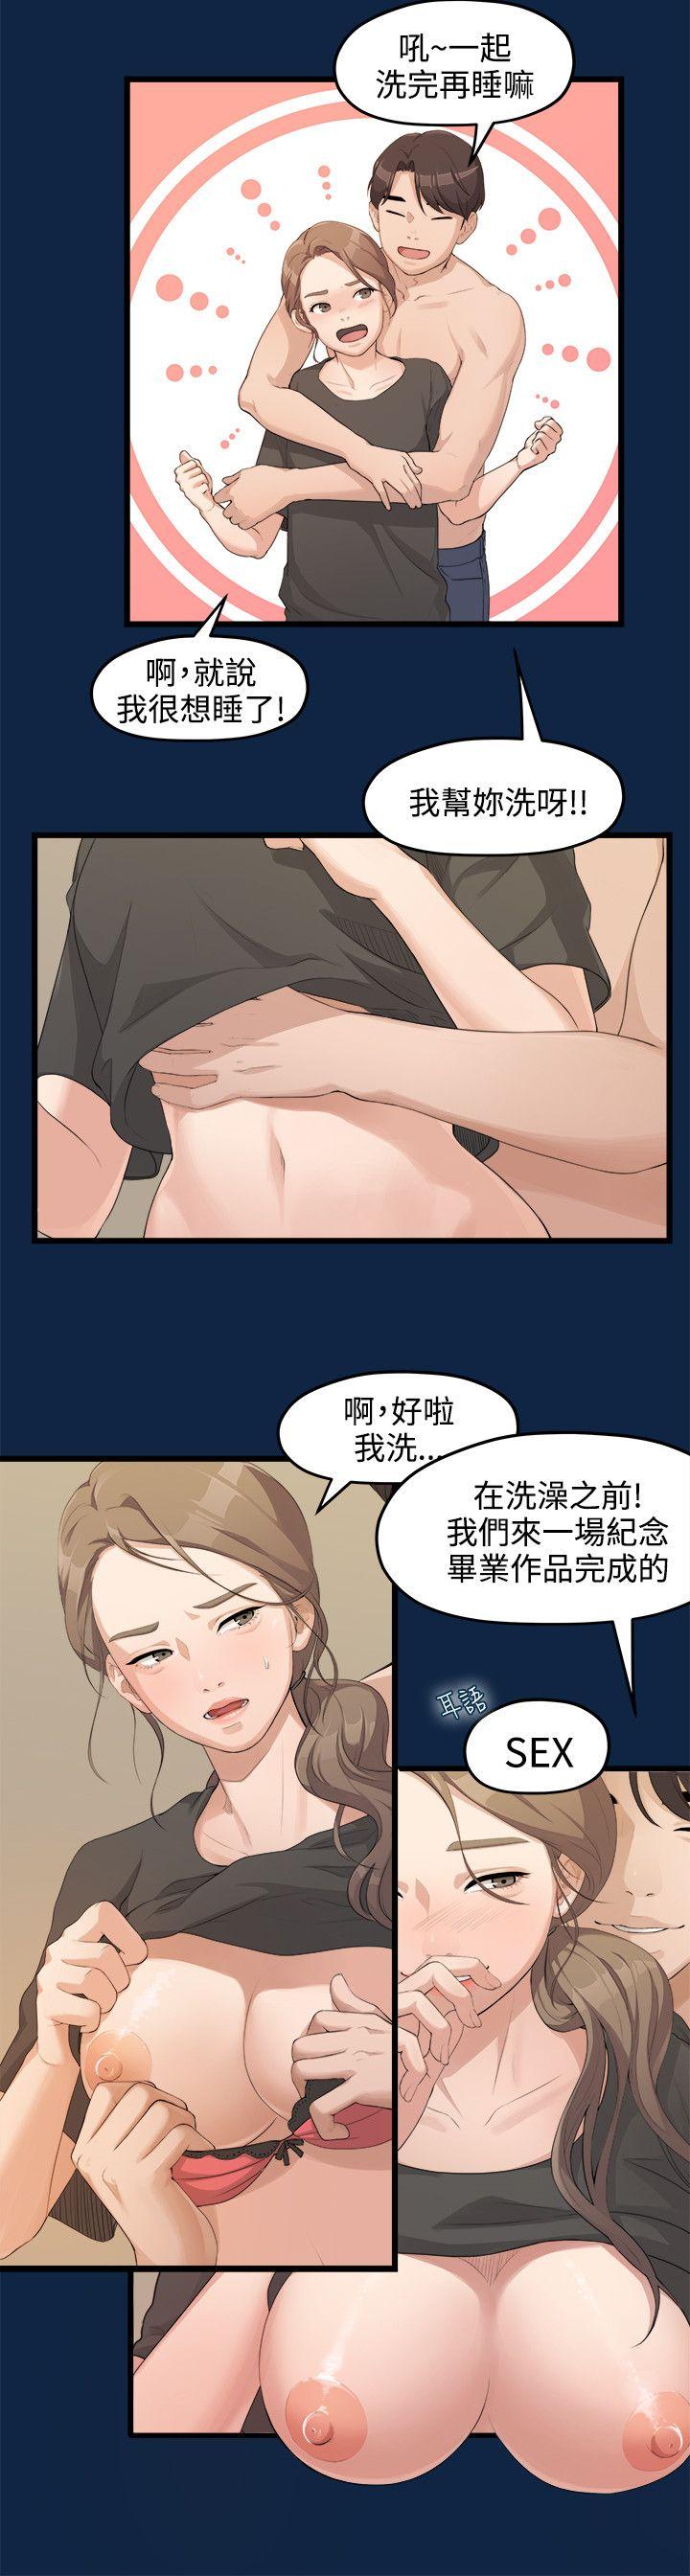 吼~一起
洗完再睡嘛
啊，就說
我很想睡了!
我幫妳洗呀!!
啊，好啦
我洗...
在洗澡之前!
我們來一場紀念
畢業作品完成的
耳語
SEX